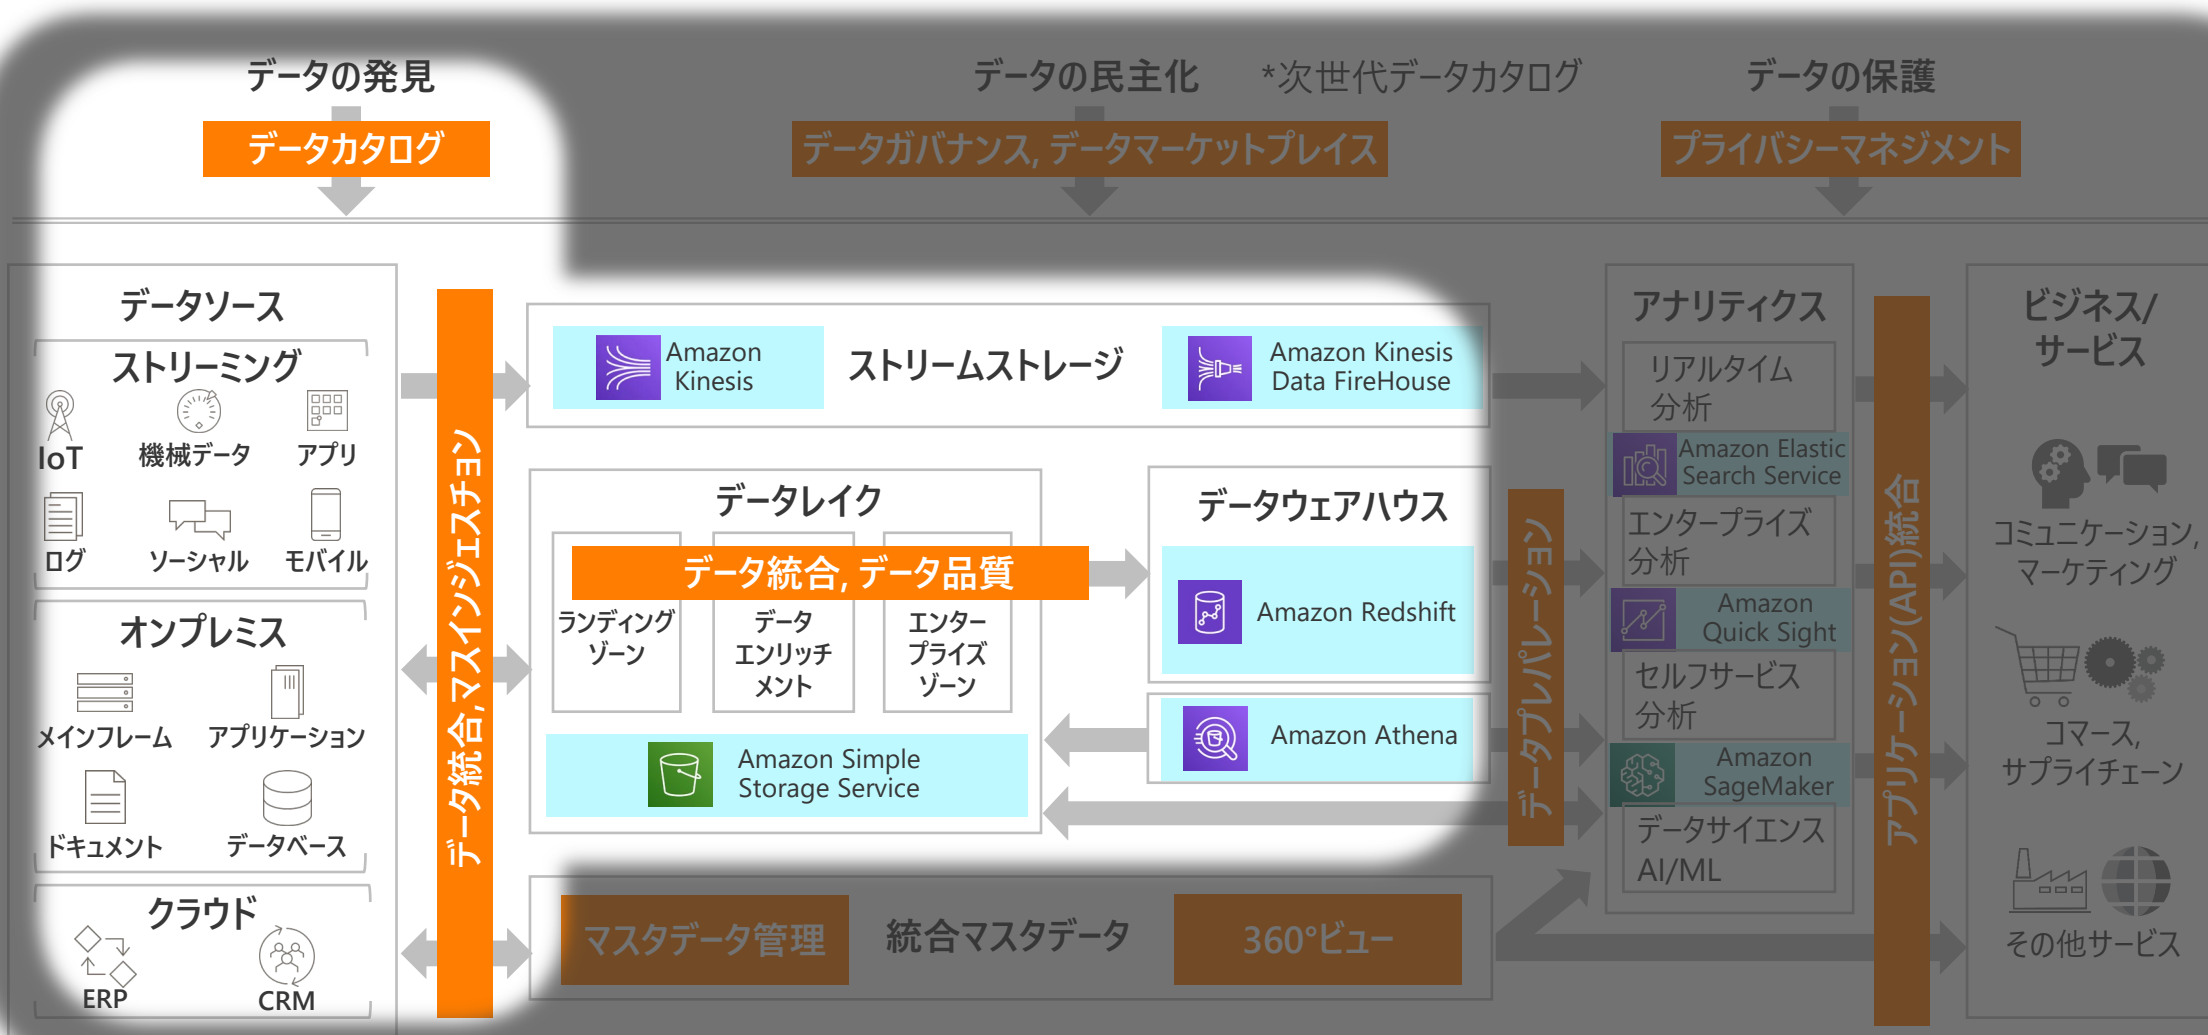 データの発見
データカタログ
データの民主化 *次世代データカタログ
データガバナンス, データマーケットプレイス
データの保護
プライバシーマネジメント
データソース
ストリーミング
IoT
機械データ
アプリ
ログ
ソーシャル
モバイル
オンプレミス
メインフレーム
アプリケーション
ドキュメント
データベース
クラウド
ERP
CRM
データ統合,マスインジェスチョン
Amazon
Kinesis
ストリームストレージ
Amazon Kinesis
Data FireHouse
データレイク
データ統合, データ品質
ランディング
ゾーン
データ
エンリッチ
メント
エンター
プライズ
ゾーン
Amazon Simple
Storage Service
データウェアハウス
Amazon Redshift
Amazon Athena
マスタデータ管理
統合マスタデータ
360°ビュー
データプレパレーション
アナリティクス
リアルタイム
分析
Amazon Elastic
Search Service
エンタープライズ
分析
Amazon
Quick Sight
セルフサービス
分析
Amazon
SageMaker
データサイエンス
AI/ML
アプリケーション(API)統合
ビジネス/
サービス
コミュニケーション,
マーケティング
コマース,
サプライチェーン
その他サービス